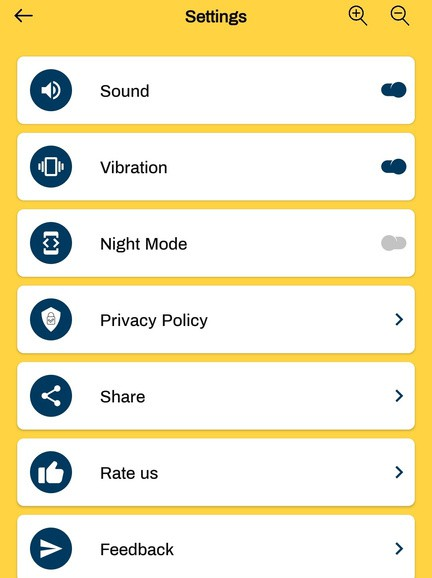 Settings
Sound
Vibration
Night Mode
Privacy Policy
Share
Rate us
Feedback